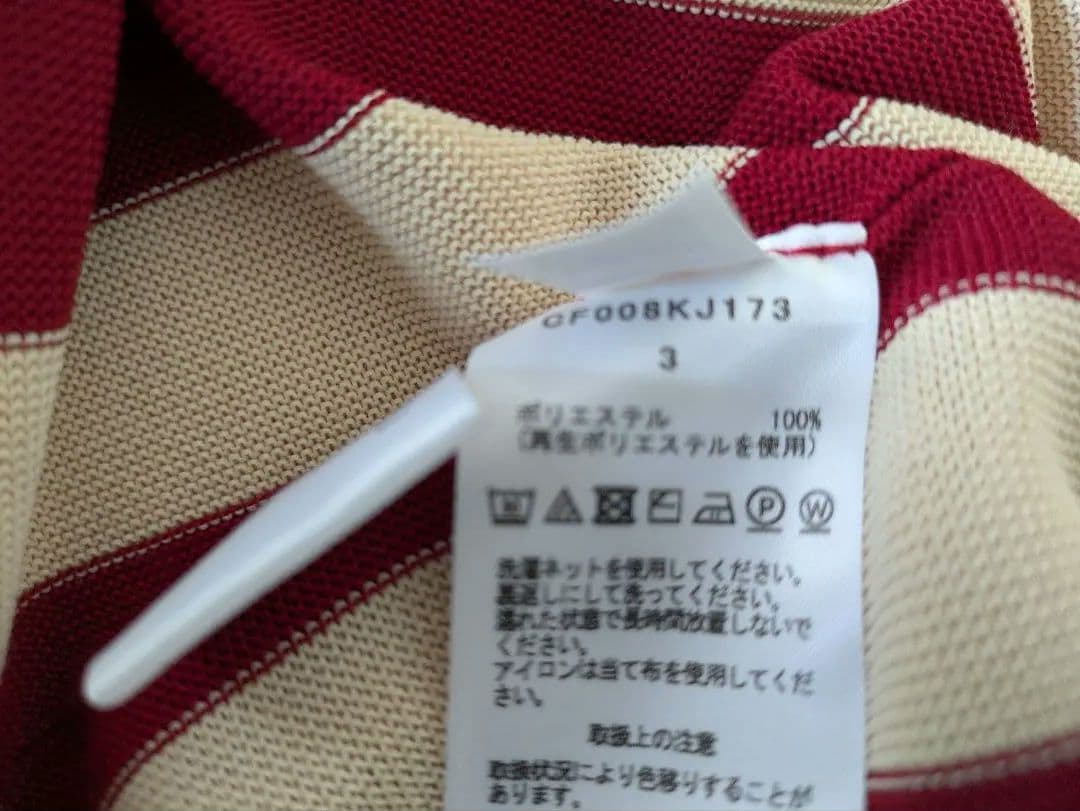 CF008KJ173
3
ポリエステル 100%
(再生ポリエステルを使用)
P W
洗濯ネットを使用してください。
裏返しにして洗ってください。
濡れた状態で長時間放置しないで
ください。
アイロンは当て布を使用してくだ
さい。
取扱上の注意
取扱状況により色移りすることが
あります。